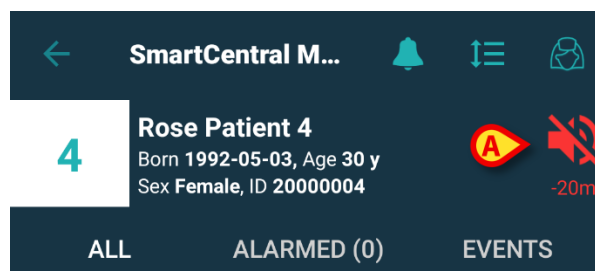 SmartCentral M...
4
Rose Patient 4
Born 1992-05-03, Age 30 y
Sex Female, ID 20000004
A
-20m
ALL ALARMED (0) EVENTS